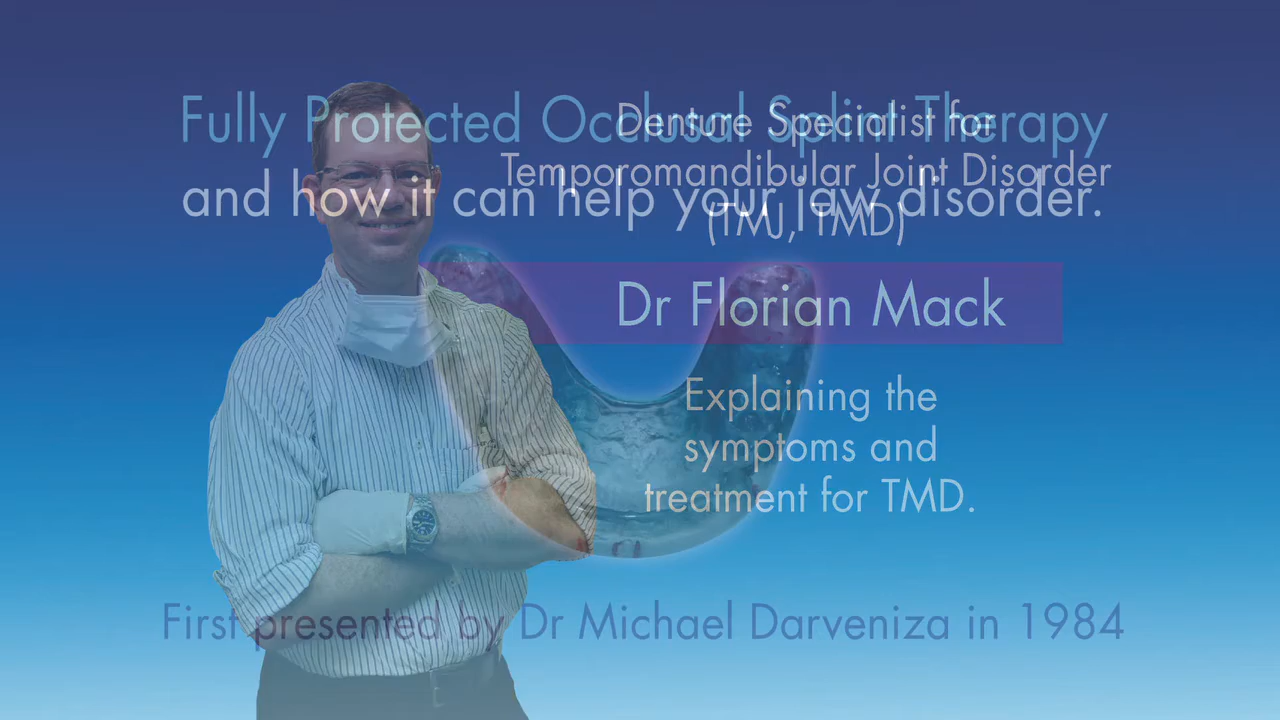 Fully Protected Occlusal Splint Therapy
and how it can help your jaw disorder.
Denture Specialist for
Temporomandibular Joint Disorder
(TMJ, TMD)
Dr Florian Mack
Explaining the
symptoms and
treatment for TMD.
First presented by Dr Michael Darveniza in 1984